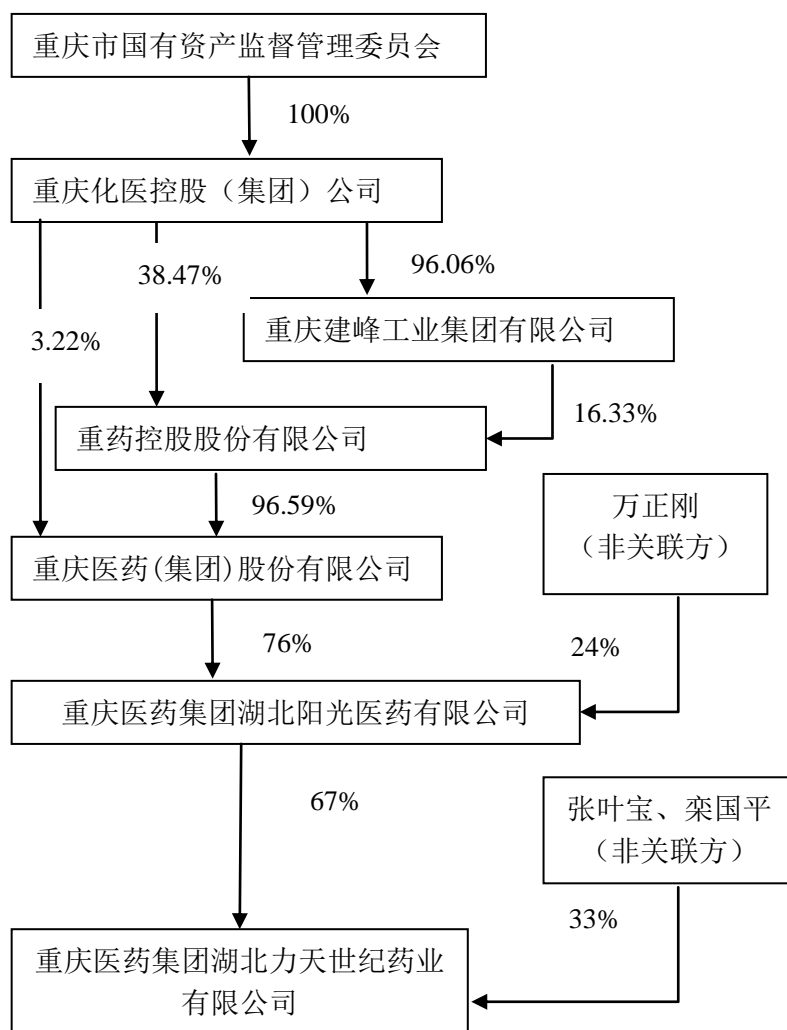 重庆市国有资产监督管理委员会
100%
重庆化医控股（集团）公司
38.47%
96.06%
3.22%
重庆建峰工业集团有限公司
16.33%
重药控股股份有限公司
96.59%
万正刚
（非关联方）
重庆医药(集团)股份有限公司
76%
24%
重庆医药集团湖北阳光医药有限公司
67%
张叶宝、栾国平
（非关联方）
33%
重庆医药集团湖北力天世纪药业
有限公司